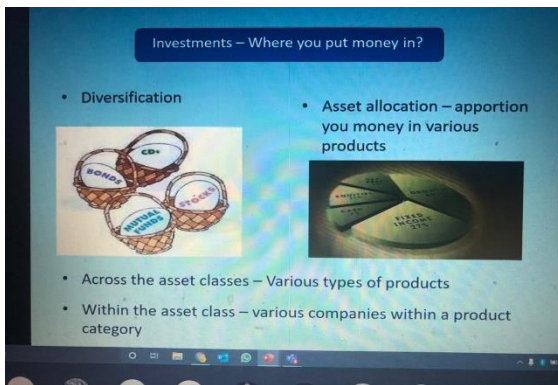 Investments – Where you put money in?
• Diversification
• Asset allocation – apportion
you money in various
products
CDs
BONDS
STOCKS
MUTUAL
FUNDS
CASH
FIXED
INCOME
• Across the asset classes – Various types of products
• Within the asset class – various companies within a product
category